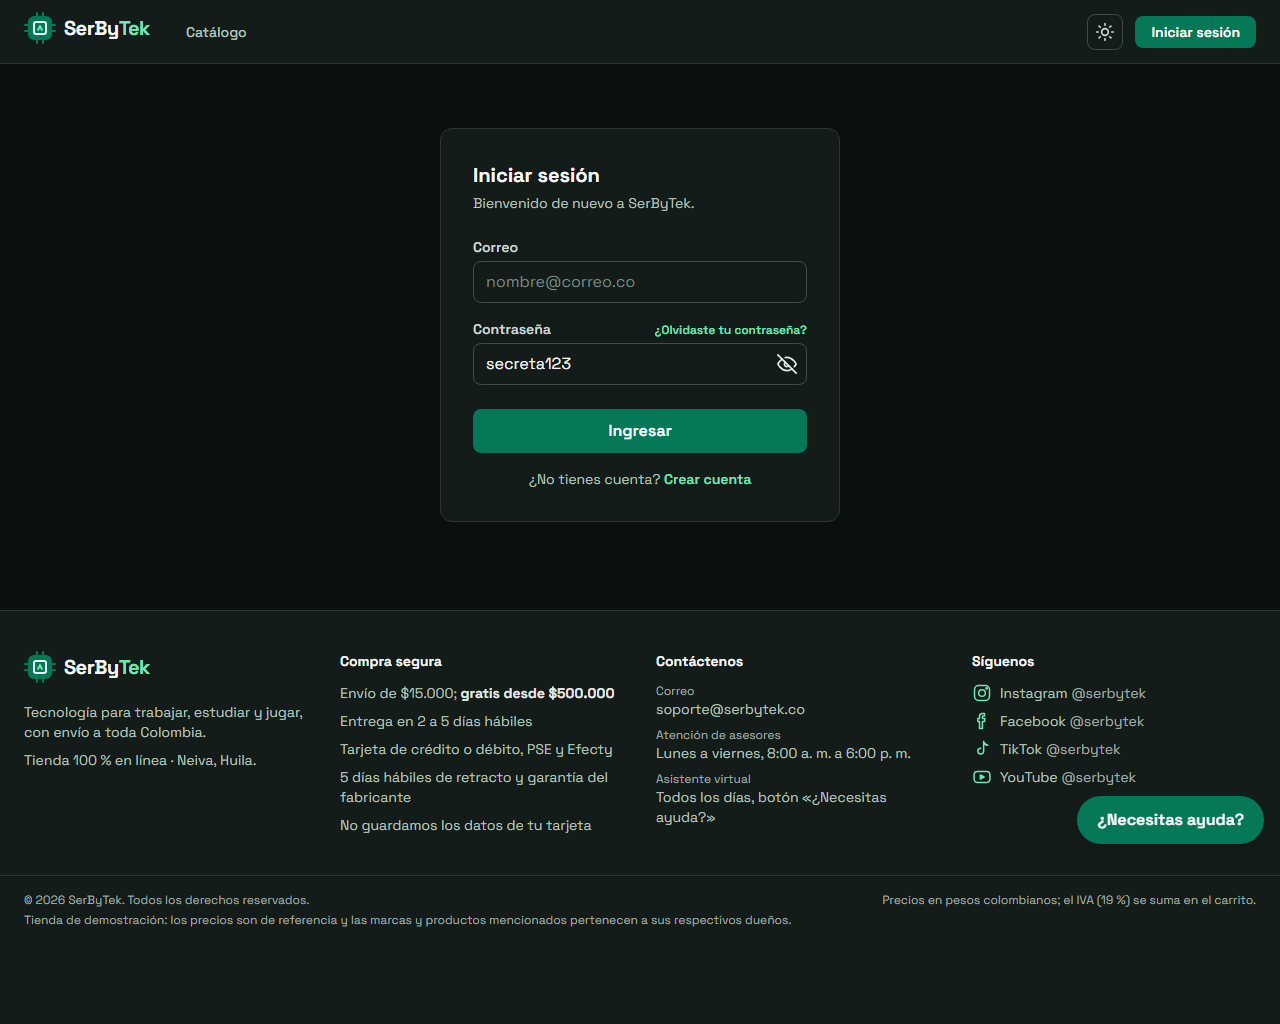 SerByTek
Catálogo
Iniciar sesión
Iniciar sesión
Bienvenido de nuevo a SerByTek.
Correo
nombre@correo.co
Contraseña
¿Olvidaste tu contraseña?
secreta123
Ingresar
¿No tienes cuenta? Crear cuenta
SerByTek
Tecnología para trabajar, estudiar y jugar,
con envío a toda Colombia.
Tienda 100 % en línea · Neiva, Huila.
Compra segura
Envío de $15.000; gratis desde $500.000
Entrega en 2 a 5 días hábiles
Tarjeta de crédito o débito, PSE y Efecty
5 días hábiles de retracto y garantía del
fabricante
No guardamos los datos de tu tarjeta
Contáctenos
Correo
soporte@serbytek.co
Atención de asesores
Lunes a viernes, 8:00 a. m. a 6:00 p. m.
Asistente virtual
Todos los días, botón «¿Necesitas
ayuda?»
Síguenos
Instagram @serbytek
Facebook @serbytek
TikTok @serbytek
YouTube @serbytek
¿Necesitas ayuda?
© 2026 SerByTek. Todos los derechos reservados.
Precios en pesos colombianos; el IVA (19 %) se suma en el carrito.
Tienda de demostración: los precios son de referencia y las marcas y productos mencionados pertenecen a sus respectivos dueños.